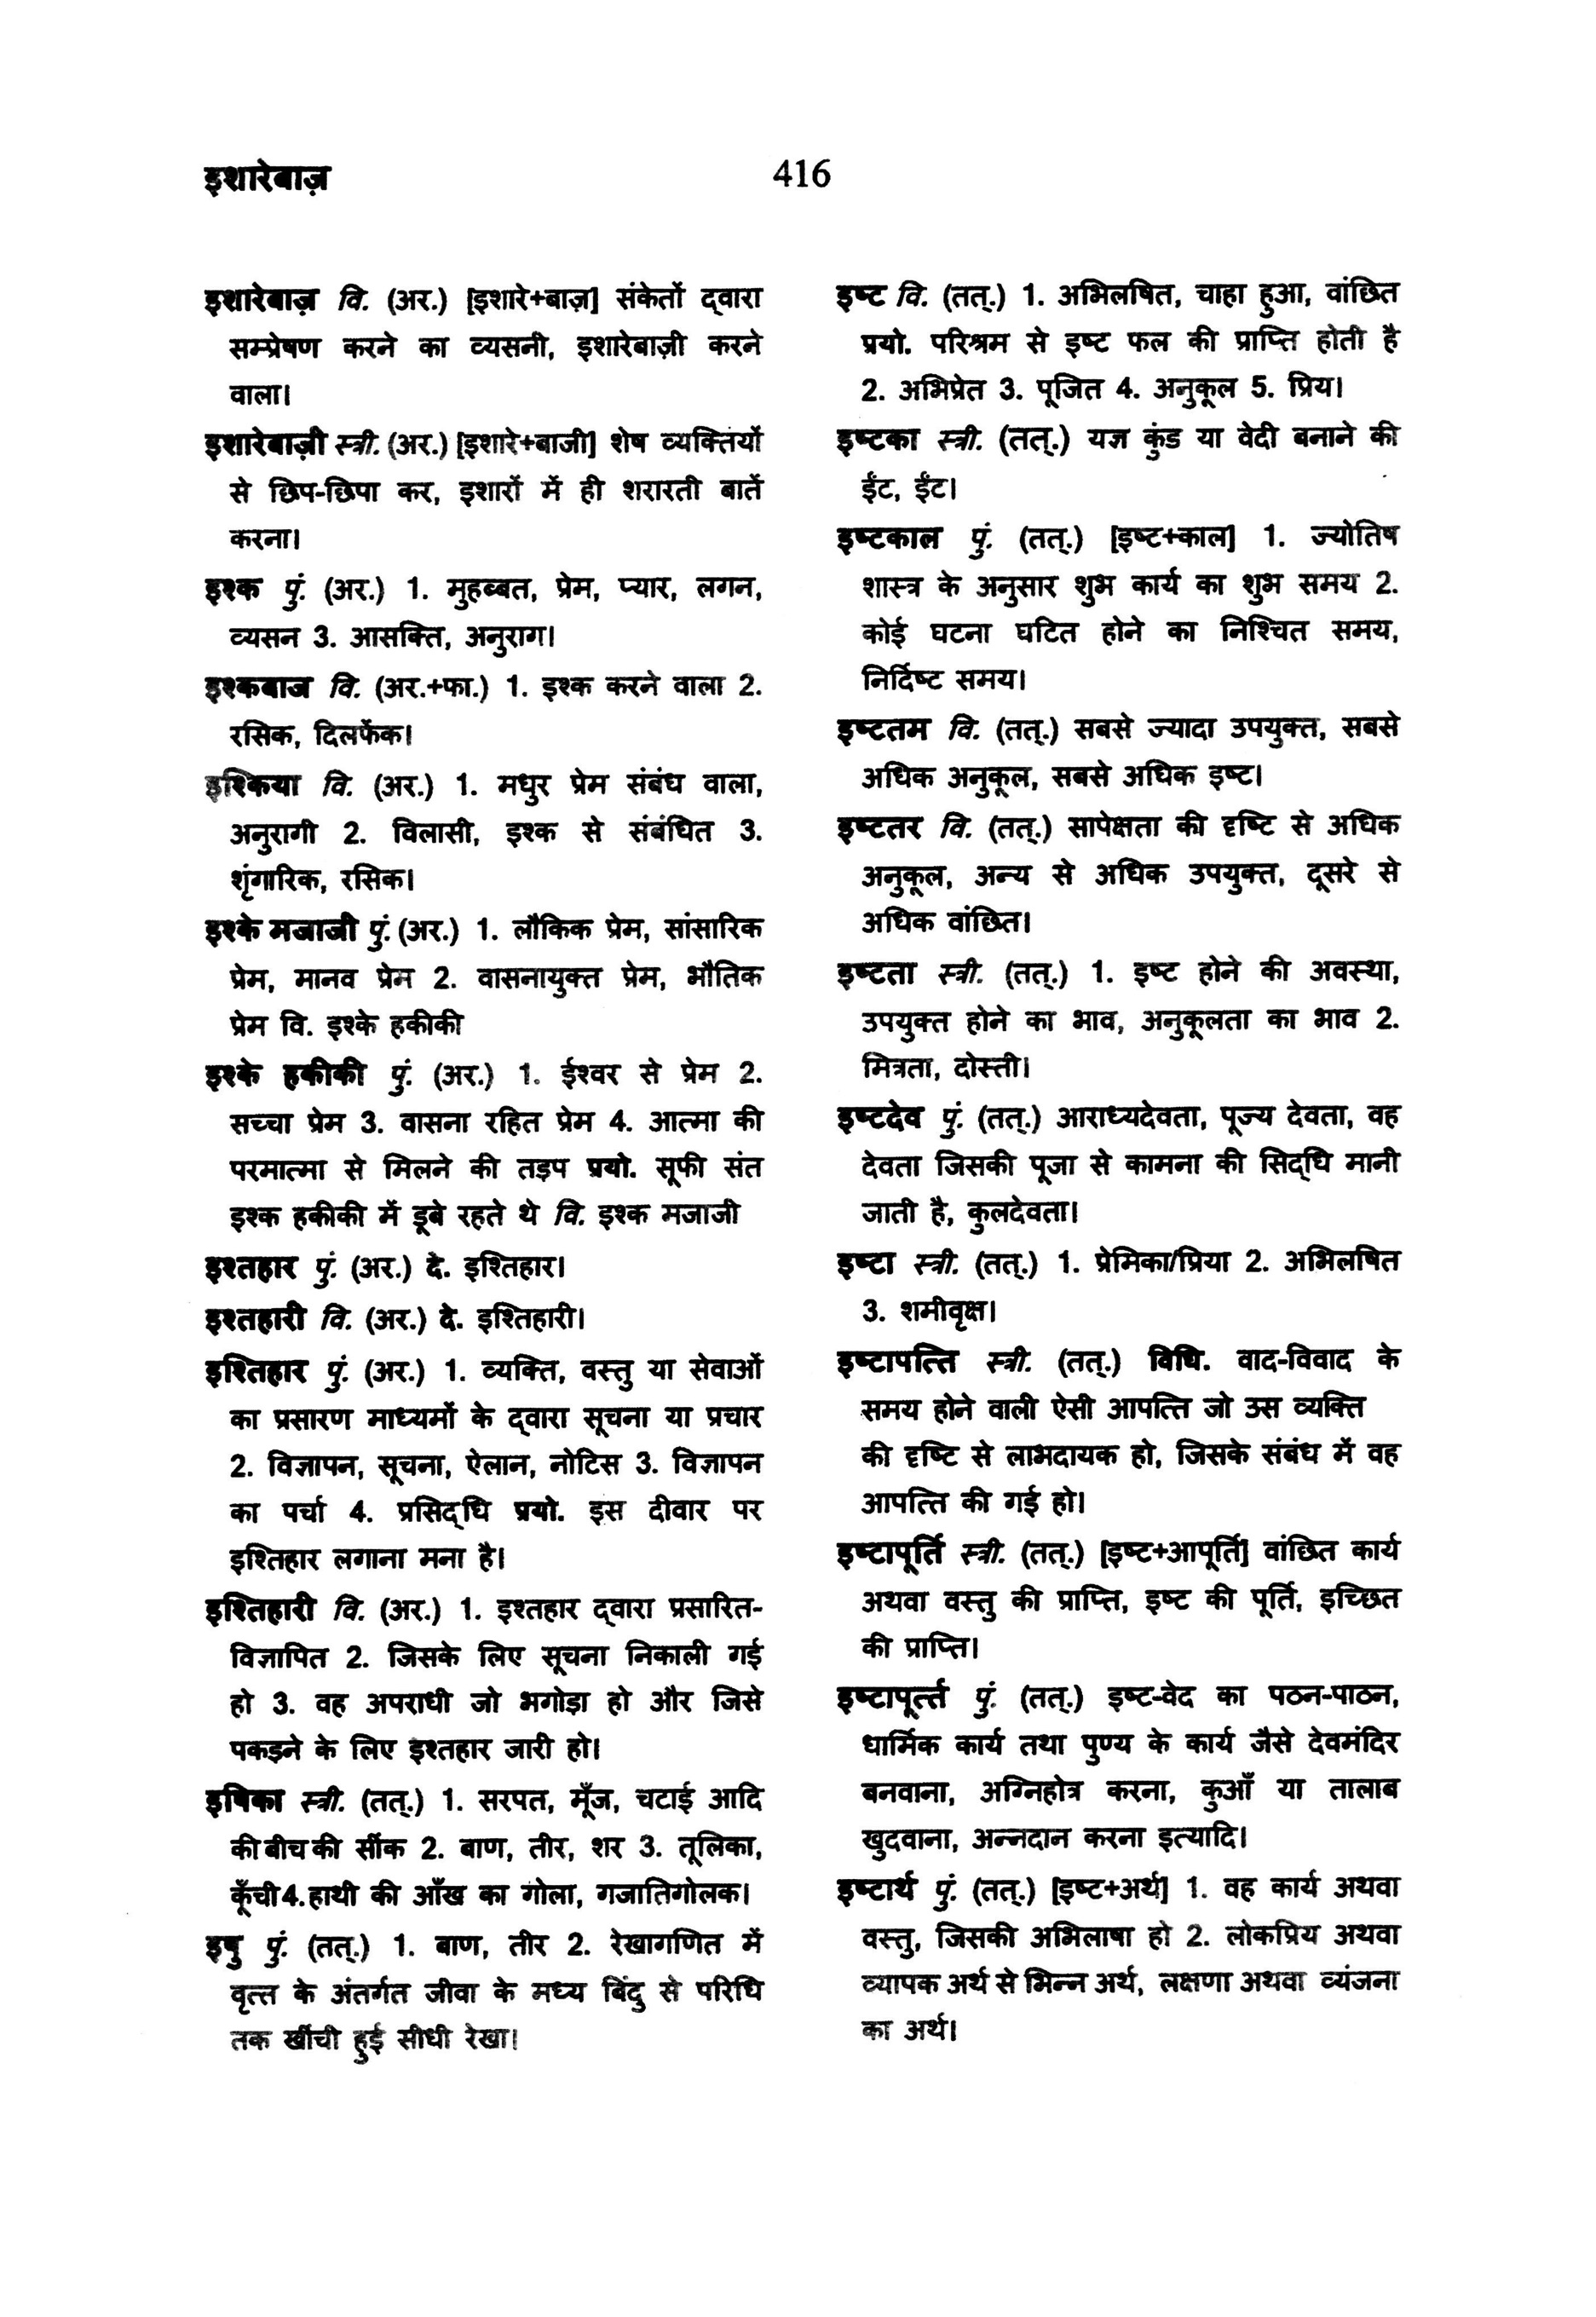 इशारेबाज़
416
इशारेबाज़ वि. (अर.) [इशारे+बाज़] संकेतों द्‌वारा
सम्प्रेषण करने का व्यसनी, इशारेबाज़ी करने
वाला।
इशारेबाज़ी स्त्री. (अर.) [इशारे+बाजी] शेष व्यक्तियों
से छिप-छिपा कर, इशारों में ही शरारती बातें
करना।
इश्क पुं. (अर.) 1. मुहब्बत, प्रेम, प्यार, लगन,
व्यसन 3. आसक्ति, अनुराग।
इश्कबाज वि. (अर.+फा.) 1. इश्क करने वाला 2.
रसिक, दिलफेंक।
इश्किया वि. (अर.) 1. मधुर प्रेम संबंध वाला,
अनुरागी 2. विलासी, इश्क से संबंधित 3.
शृंगारिक, रसिक।
इश्के मजाजी पुं. (अर.) 1. लौकिक प्रेम, सांसारिक
प्रेम, मानव प्रेम 2. वासनायुक्त प्रेम, भौतिक
प्रेम वि. इश्के हकीकी
इश्के हकीकी पुं. (अर.) 1. ईश्वर से प्रेम 2.
सच्चा प्रेम 3. वासना रहित प्रेम 4. आत्मा की
परमात्मा से मिलने की तड़प प्रयो. सूफी संत
इश्क हकीकी में डूबे रहते थे वि. इश्क मजाजी
इश्तहार पुं. (अर.) दे. इश्तिहार।
इश्तहारी वि. (अर.) दे. इश्तिहारी।
इश्तिहार पुं. (अर.) 1. व्यक्ति, वस्तु या सेवाओं
का प्रसारण माध्यमों के द्‌वारा सूचना या प्रचार
2. विज्ञापन, सूचना, ऐलान, नोटिस 3. विज्ञापन
का पर्चा 4. प्रसिद्‌धि प्रयो. इस दीवार पर
इश्तिहार लगाना मना है।
इश्तिहारी वि. (अर.) 1. इश्तहार द्‌वारा प्रसारित-
विज्ञापित 2. जिसके लिए सूचना निकाली गई
हो 3. वह अपराधी जो भगोड़ा हो और जिसे
पकड़ने के लिए इश्तहार जारी हो।
इषिका स्त्री. (तत्.) 1. सरपत, मूँज, चटाई आदि
की बीच की सींक 2. बाण, तीर, शर 3. तूलिका,
कूँची 4. हाथी की आँख का गोला, गजातिगोलक।
इषु पुं. (तत्.) 1. बाण, तीर 2. रेखागणित में
वृत्त के अंतर्गत जीवा के मध्य बिंदु से परिधि
तक खींची हुई सीधी रेखा।
इष्ट वि. (तत्.) 1. अभिलषित, चाहा हुआ, वांछित
प्रयो. परिश्रम से इष्ट फल की प्राप्ति होती है
2. अभिप्रेत 3. पूजित 4. अनुकूल 5. प्रिय।
इष्टका स्त्री. (तत्.) यज्ञ कुंड या वेदी बनाने की
ईंट, ईंट।
इष्टकाल पुं. (तत्.) [इष्ट+काल] 1. ज्योतिष
शास्त्र के अनुसार शुभ कार्य का शुभ समय 2.
कोई घटना घटित होने का निश्चित समय,
निर्दिष्ट समय।
इष्टतम वि. (तत्.) सबसे ज्यादा उपयुक्त, सबसे
अधिक अनुकूल, सबसे अधिक इष्ट।
इष्टतर वि. (तत्.) सापेक्षता की दृष्टि से अधिक
अनुकूल, अन्य से अधिक उपयुक्त, दूसरे से
अधिक वांछित।
इष्टता स्त्री. (तत्.) 1. इष्ट होने की अवस्था,
उपयुक्त होने का भाव, अनुकूलता का भाव 2.
मित्रता, दोस्ती।
इष्टदेव पुं. (तत्.) आराध्यदेवता, पूज्य देवता, वह
देवता जिसकी पूजा से कामना की सिद्‌धि मानी
जाती है, कुलदेवता।
इष्टा स्त्री. (तत्.) 1. प्रेमिका/प्रिया 2. अभिलषित
3. शमीवृक्ष।
इष्टापत्ति स्त्री. (तत्.) विधि. वाद-विवाद के
समय होने वाली ऐसी आपत्ति जो उस व्यक्ति
की दृष्टि से लाभदायक हो, जिसके संबंध में वह
आपत्ति की गई हो।
इष्टापूर्ति स्त्री. (तत्.) [इष्ट+आपूर्ति] वांछित कार्य
अथवा वस्तु की प्राप्ति, इष्ट की पूर्ति, इच्छित
की प्राप्ति।
इष्टापूर्त्त पुं. (तत्.) इष्ट-वेद का पठन-पाठन,
धार्मिक कार्य तथा पुण्य के कार्य जैसे देवमंदिर
बनवाना, अग्निहोत्र करना, कुआँ या तालाब
खुदवाना, अन्नदान करना इत्यादि।
इष्टार्थ पुं. (तत्.) [इष्ट+अर्थ] 1. वह कार्य अथवा
वस्तु, जिसकी अभिलाषा हो 2. लोकप्रिय अथवा
व्यापक अर्थ से भिन्न अर्थ, लक्षणा अथवा व्यंजना
का अर्थ।